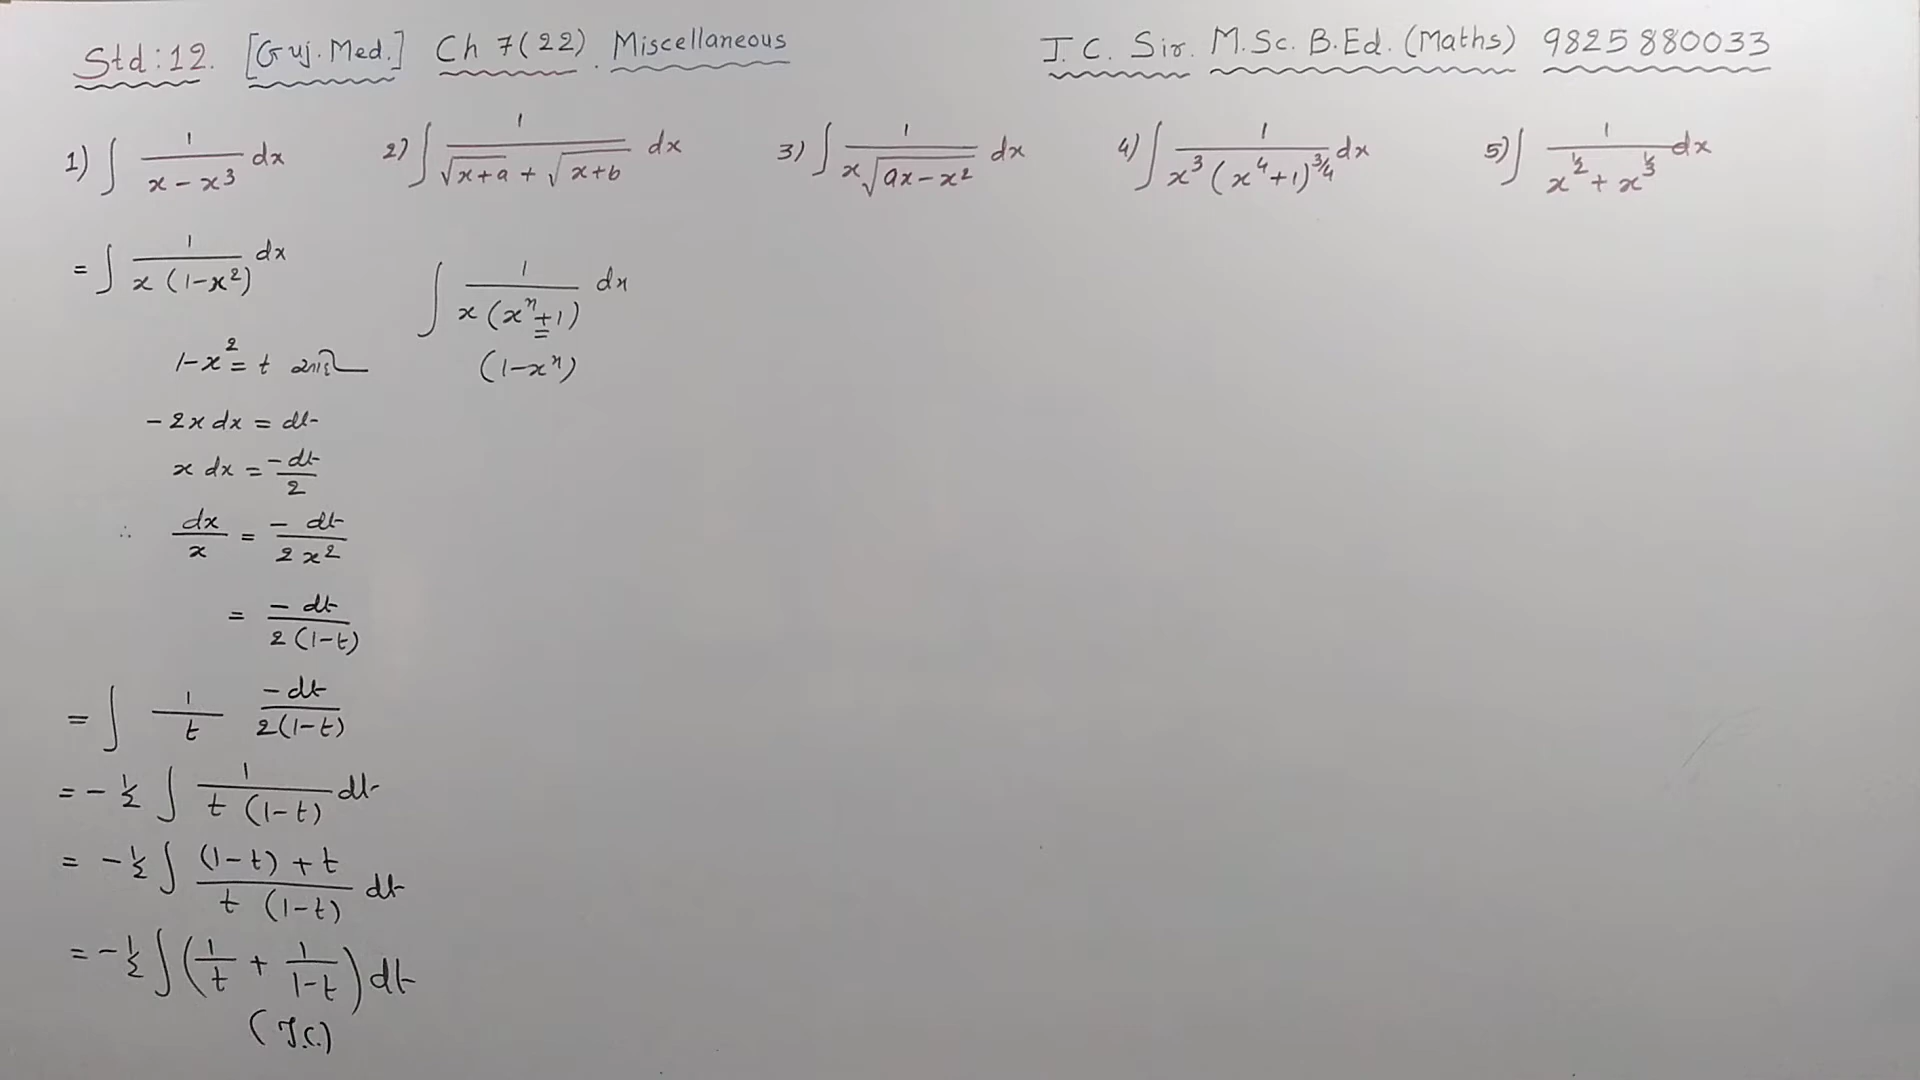 Std:12. [Guj. Med.] Ch 7(22). Miscellaneous
J. C. Sir. M.Sc. B.Ed. (Maths) 9825880033
1) ∫ 1/(x - x³) dx
2) ∫ 1/(√(x+a) + √(x+b)) dx
3) ∫ 1/(x√(ax-x²)) dx
4) ∫ 1/(x³(x⁴+1)^(3/4)) dx
5) ∫ 1/(x^(1/2) + x^(1/3)) dx
= ∫ 1/(x(1-x²)) dx
1-x² = t
-2x dx = dt
x dx = -dt/2
∴ dx/x = -dt/(2x²)
= -dt/(2(1-t))
= ∫ 1/t -dt/(2(1-t))
= -½ ∫ 1/(t(1-t)) dt
= -½ ∫ ((1-t)+t)/(t(1-t)) dt
= -½ ∫ (1/t + 1/(1-t)) dt
(J.C.)
∫ 1/(x(xⁿ+1)) dx
(1-xⁿ)